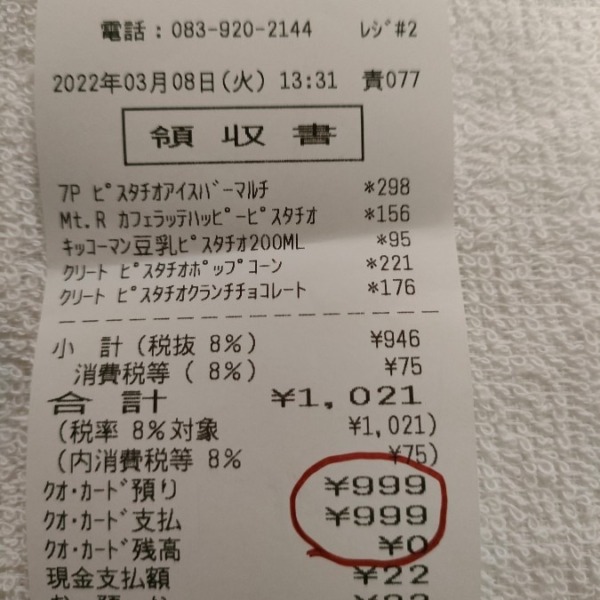 電話：083-920-2144 ﾚｼﾞ#2
2022年03月08日(火) 13:31 責077
領収書
7P ﾋﾟｽﾀﾁｵｱｲｽﾊﾞｰﾏﾙﾁ *298
Mt.R ｶﾌｪﾗｯﾃﾊｯﾋﾟｰﾋﾟｽﾀﾁｵ *156
ｷｯｺｰﾏﾝ豆乳ﾋﾟｽﾀﾁｵ200ML *95
ｸﾘｰﾄ ﾋﾟｽﾀﾁｵﾎﾟｯﾌﾟｺｰﾝ *221
ｸﾘｰﾄ ﾋﾟｽﾀﾁｵｸﾗﾝﾁﾁｮｺﾚｰﾄ *176
小 計(税抜 8%) ¥946
消費税等( 8%) ¥75
合 計 ¥1,021
(税率 8%対象 ¥1,021)
(内消費税等 8% ¥75)
ｸｵ･ｶｰﾄﾞ預り ¥999
ｸｵ･ｶｰﾄﾞ支払 ¥999
ｸｵ･ｶｰﾄﾞ残高 ¥0
現金支払額 ¥22